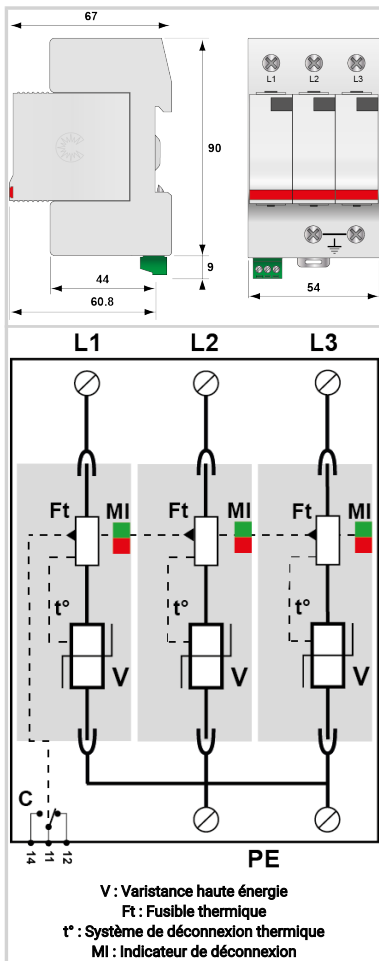 67
90
9
44
60.8
L1 L2 L3
54
L1 L2 L3
Ft MI Ft MI Ft MI
t° t° t°
V V V
C
14 11 12
PE
V : Varistance haute énergie
Ft : Fusible thermique
t° : Système de déconnexion thermique
MI : Indicateur de déconnexion